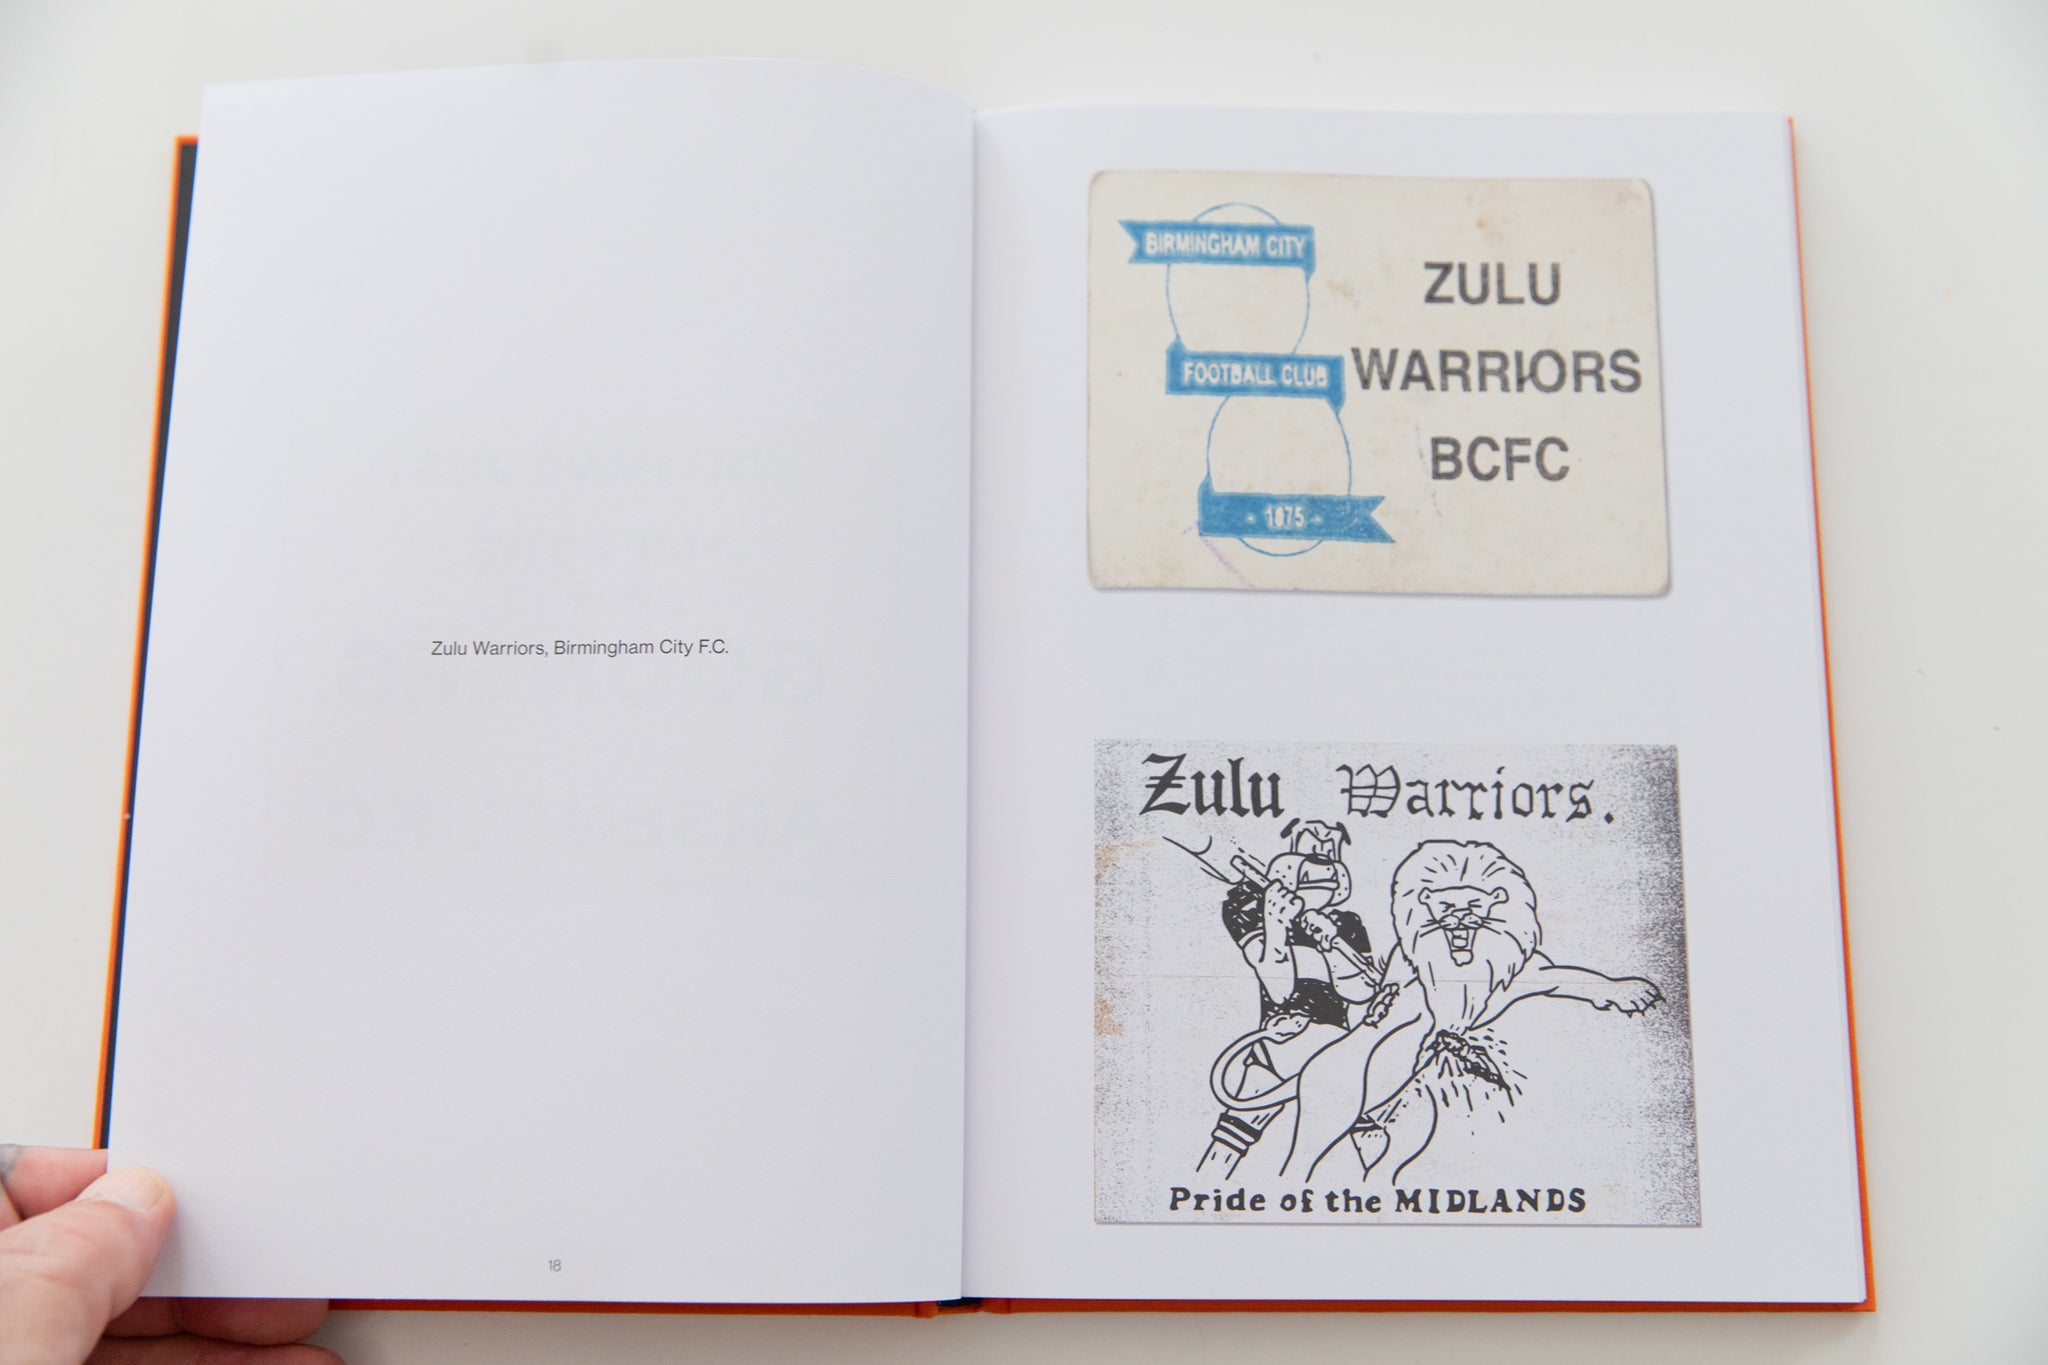 Zulu Warriors, Birmingham City F.C.
18
BIRMINGHAM CITY
FOOTBALL CLUB
1875
ZULU
WARRIORS
BCFC
Zulu Warriors.
Pride of the MIDLANDS